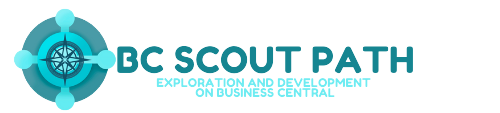 BC SCOUT PATH
EXPLORATION AND DEVELOPMENT
ON BUSINESS CENTRAL